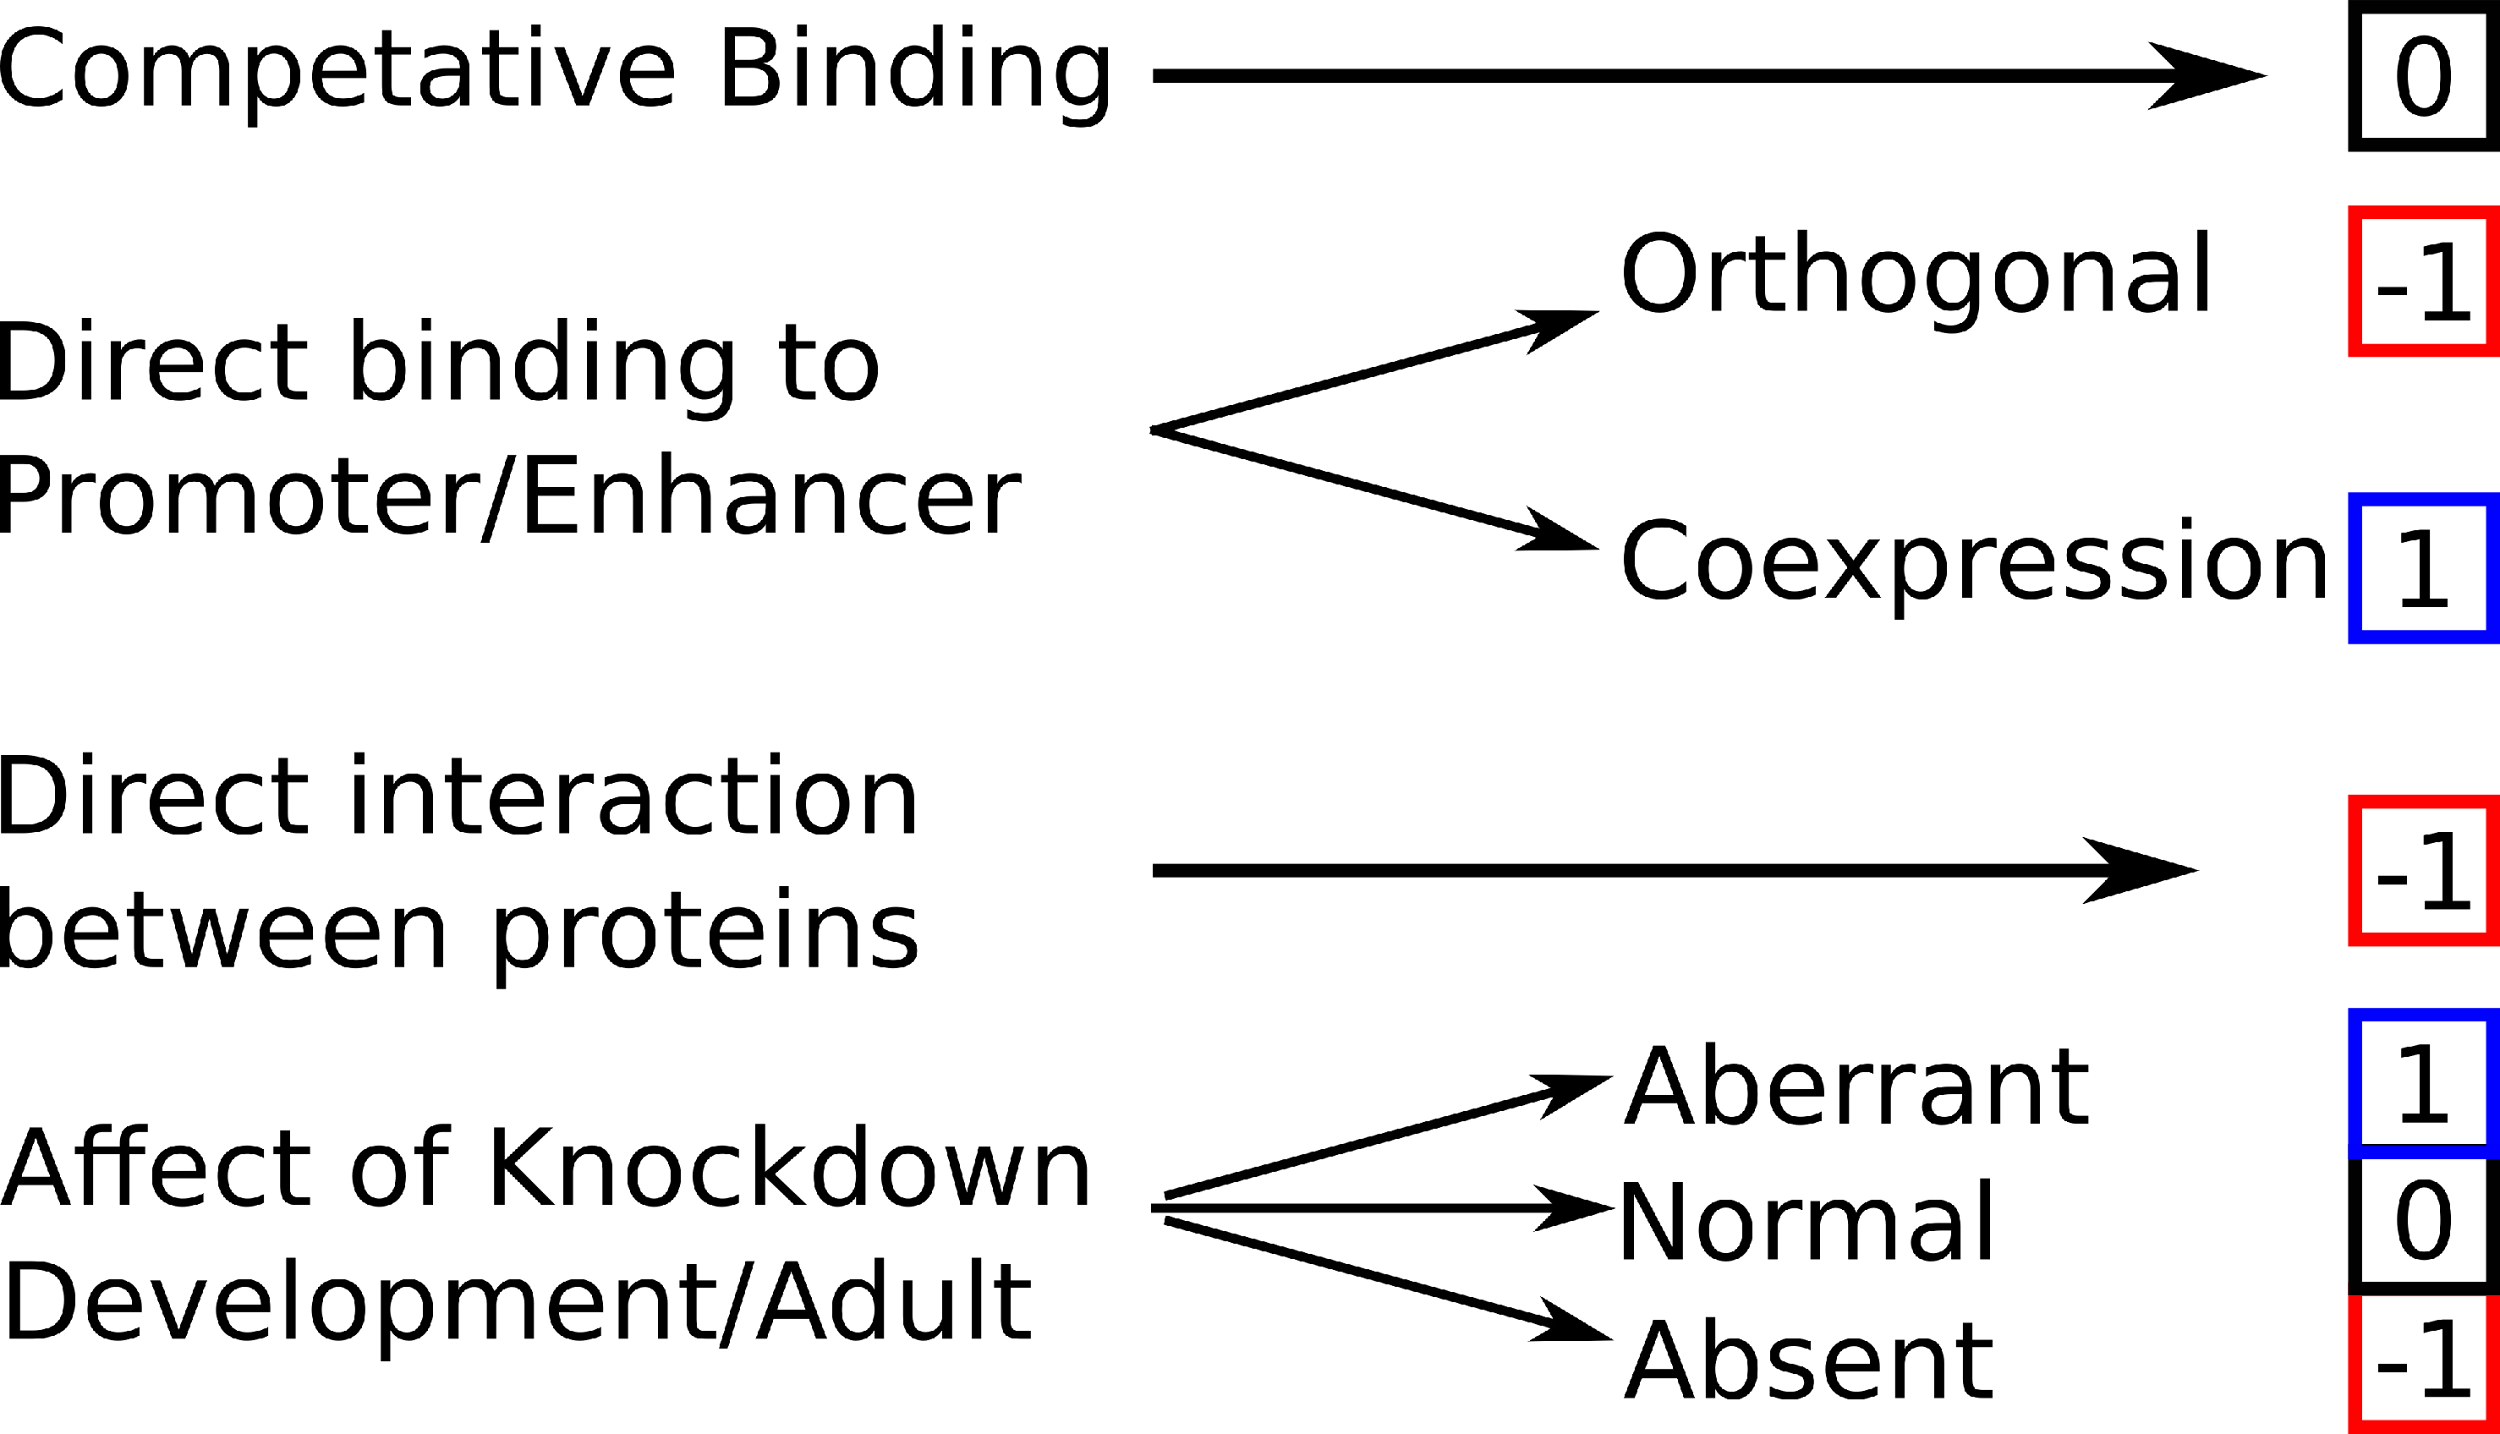 Competative Binding 0
Orthogonal -1
Direct binding to
Promoter/Enhancer
Coexpression 1
Direct interaction
between proteins
-1
Aberrant 1
Affect of Knockdown
Normal 0
Development/Adult
Absent -1